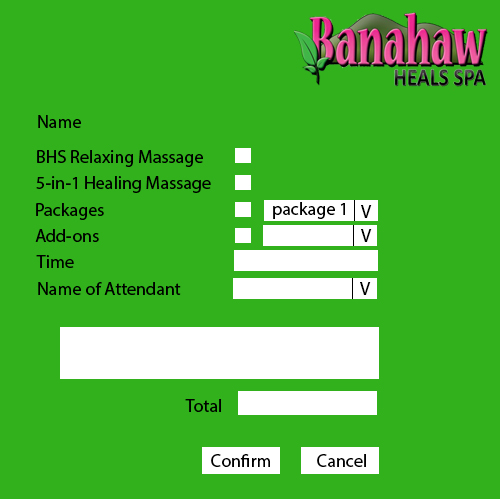 Banahaw
HEALS SPA
Name
BHS Relaxing Massage
5-in-1 Healing Massage
Packages package 1 V
Add-ons V
Time
Name of Attendant V
Total
Confirm Cancel